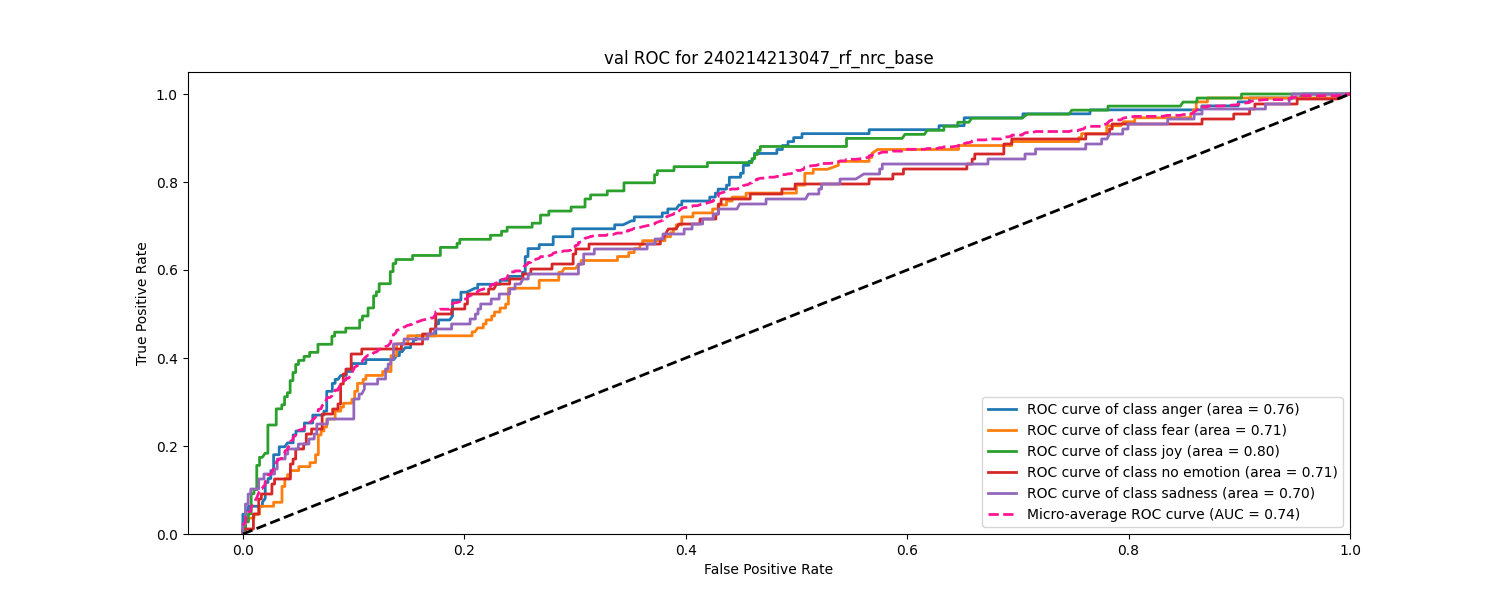 val ROC for 240214213047_rf_nrc_base
True Positive Rate
1.0
0.8
0.6
0.4
0.2
0.0
ROC curve of class anger (area = 0.76)
ROC curve of class fear (area = 0.71)
ROC curve of class joy (area = 0.80)
ROC curve of class no emotion (area = 0.71)
ROC curve of class sadness (area = 0.70)
Micro-average ROC curve (AUC = 0.74)
0.0 0.2 0.4 0.6 0.8 1.0
False Positive Rate